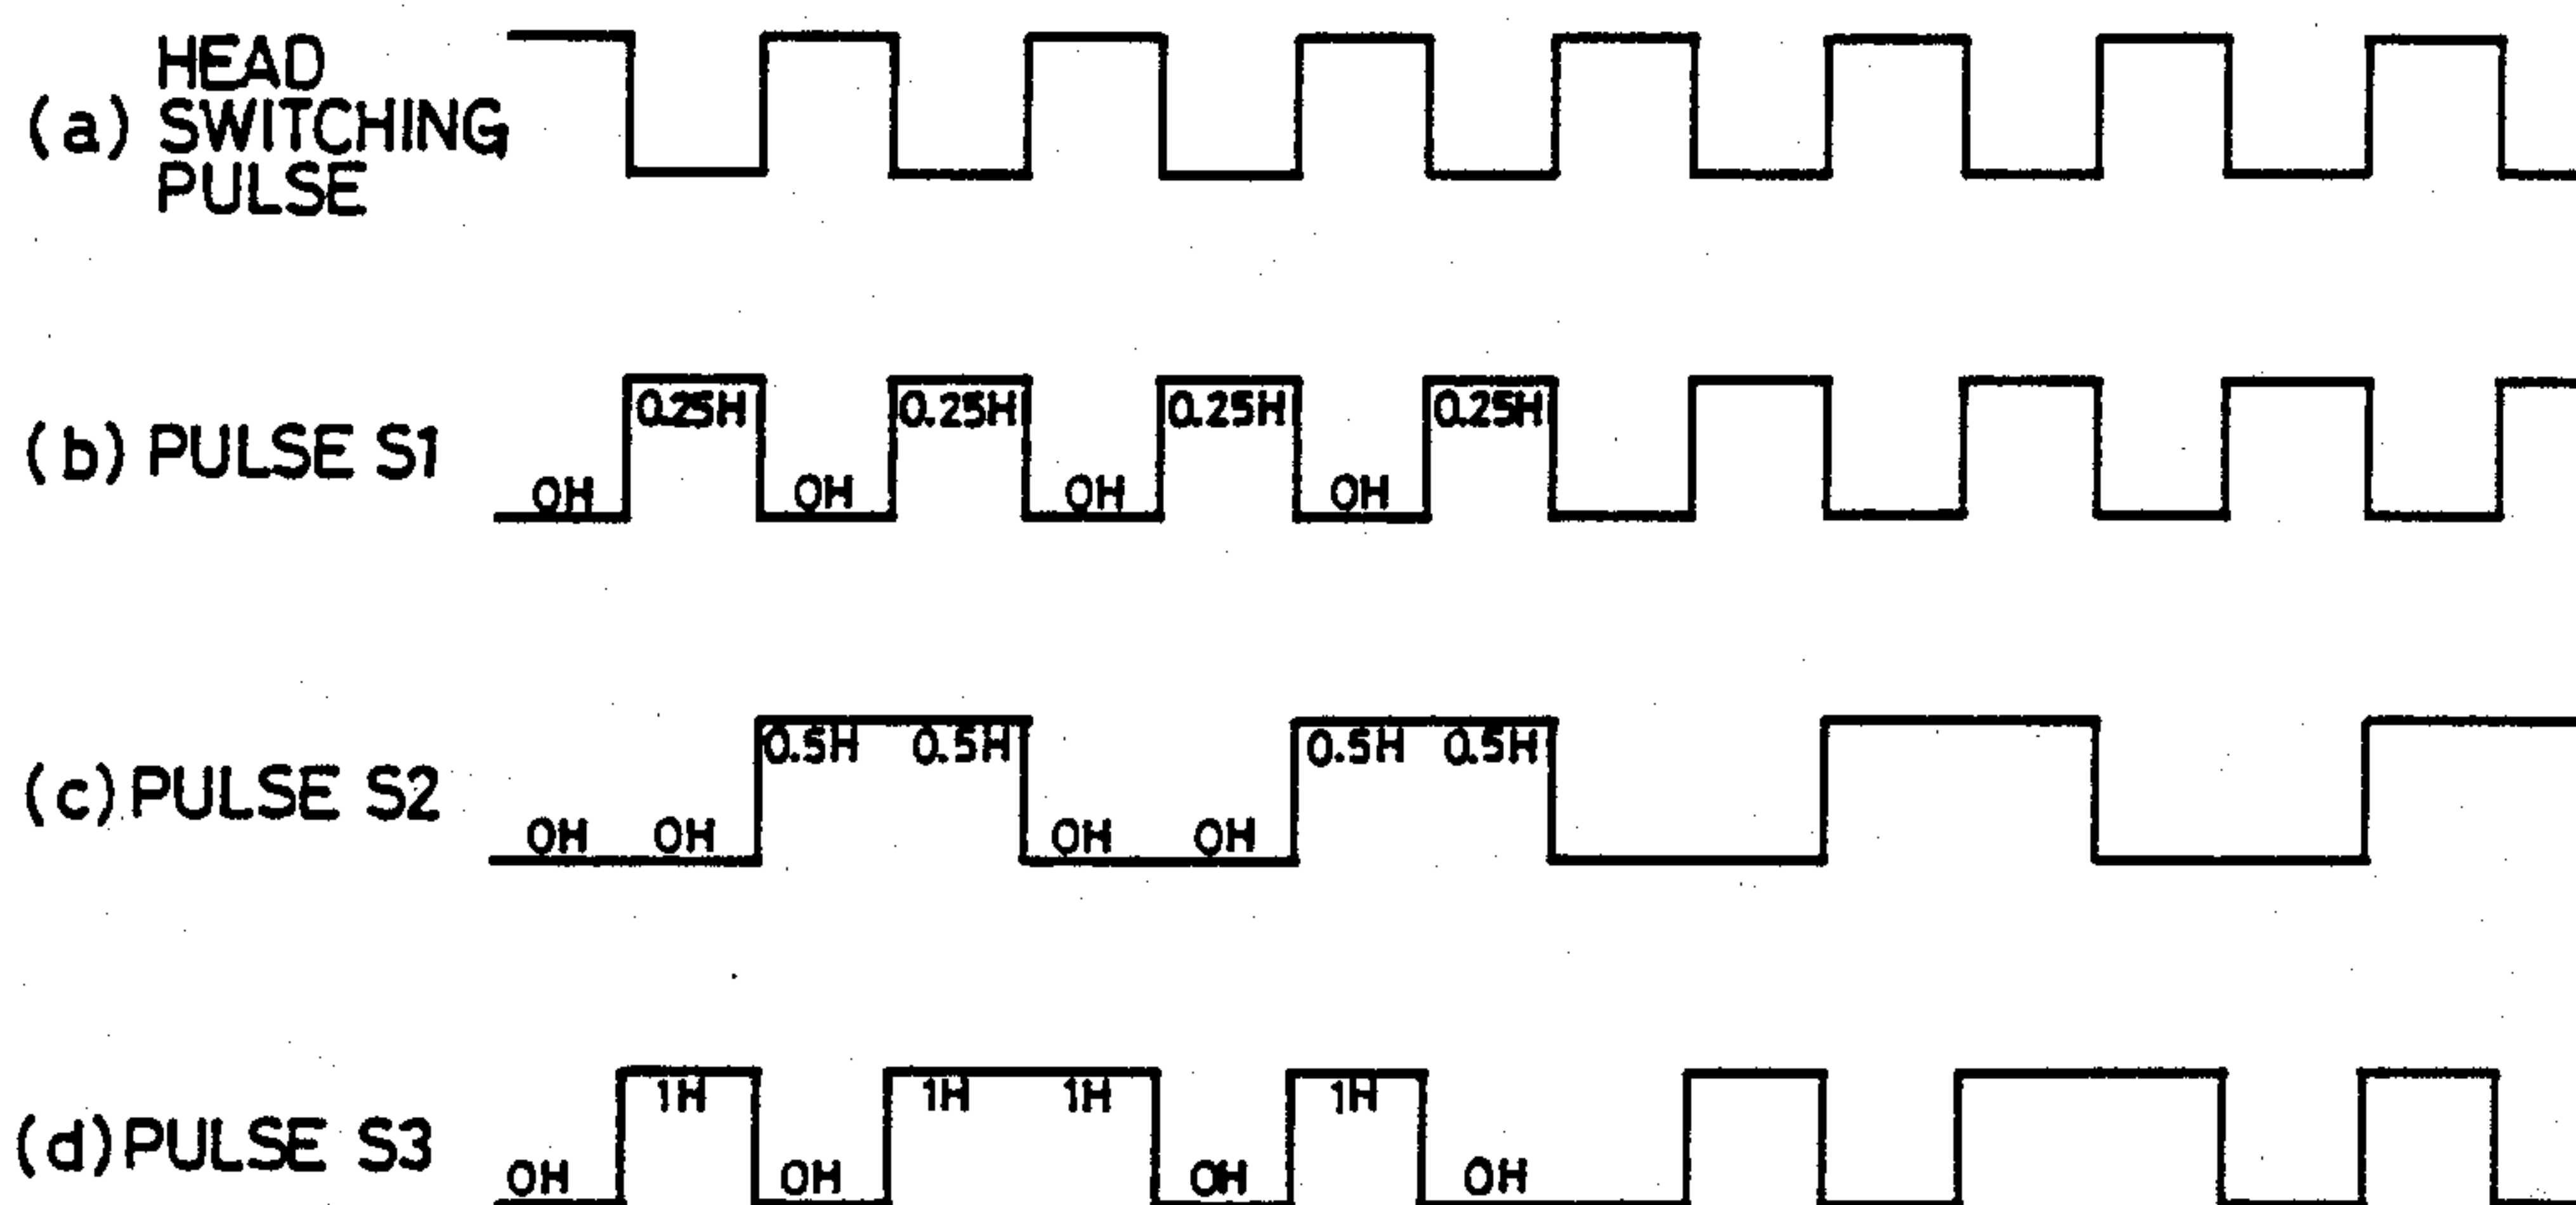 HEAD
(a) SWITCHING
PULSE
0.25H 0.25H 0.25H 0.25H
(b) PULSE S1
0H 0H 0H 0H
0.5H 0.5H 0.5H 0.5H
(c) PULSE S2
0H 0H 0H 0H
1H 1H 1H 1H
(d) PULSE S3
0H 0H 0H 0H